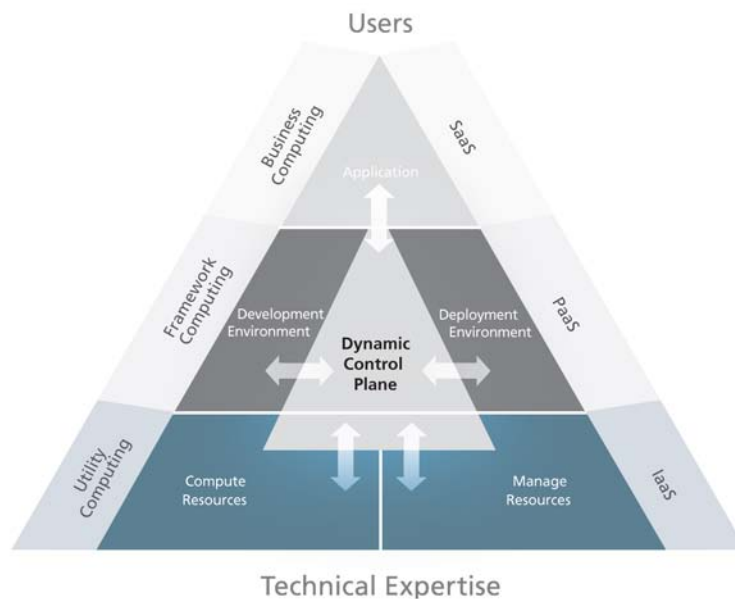 Users
Business
Computing
SaaS
Application
Framework
Computing
PaaS
Development
Environment
Deployment
Environment
Dynamic
Control
Plane
Utility
Computing
IaaS
Compute
Resources
Manage
Resources
Technical Expertise